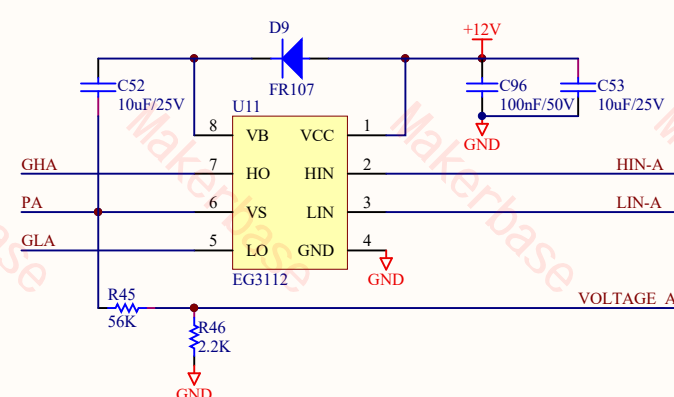 D9
+12V
C52
10uF/25V
FR107
C96
100nF/50V
C53
10uF/25V
U11
8 VB VCC 1
GND
GHA 7 HO HIN 2 HIN-A
PA 6 VS LIN 3 LIN-A
GLA 5 LO GND 4
EG3112
GND
R45
56K
VOLTAGE_A
R46
2.2K
GND
Makerbase
Makerbase
base
M